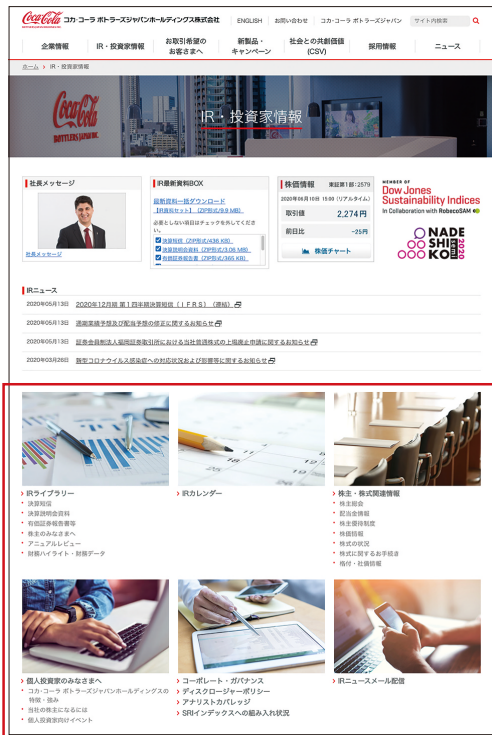 Coca-Cola コカ・コーラ ボトラーズジャパンホールディングス株式会社
ENGLISH
お問い合わせ
コカ・コーラ ボトラーズジャパン
サイト内検索
企業情報
IR・投資家情報
お取引希望の
お客さまへ
新製品・
キャンペーン
社会との共創価値
(CSV)
採用情報
ニュース
ホーム > IR・投資家情報
Coca-Cola
BOTTLERS JAPAN INC.
IR・投資家情報
社長メッセージ
社長メッセージ
IR最新資料BOX
最新資料一括ダウンロード
【IR資料セット】(ZIP形式/9.9 MB)
必要としない項目はチェックを外してくださ
い。
決算短信 (ZIP形式/436 KB)
決算説明会資料 (ZIP形式/3.06 MB)
有価証券報告書 (ZIP形式/365 KB)
株価情報 東証第1部:2579
2020年06月10日 15:00 (リアルタイム)
取引値 2,274円
前日比 -25円
株価チャート
MEMBER OF
Dow Jones
Sustainability Indices
In Collaboration with RobecoSAM
NADE
SHI
KO
2020
IRニュース
2020年05月13日 2020年12月期 第1四半期決算短信〔IFRS〕(連結)
2020年05月13日 通期業績予想及び配当予想の修正に関するお知らせ
2020年05月13日 証券会員制法人福岡証券取引所における当社普通株式の上場廃止申請に関するお知らせ
2020年03月26日 新型コロナウイルス感染症への対応状況および影響等に関するお知らせ
> IRライブラリー
決算短信
決算説明会資料
有価証券報告書等
株主のみなさまへ
アニュアルレビュー
財務ハイライト・財務データ
> IRカレンダー
> 株主・株式関連情報
株主総会
配当金情報
株主優待制度
株価情報
株式の状況
株式に関するお手続き
格付・社債情報
> 個人投資家のみなさまへ
コカ・コーラ ボトラーズジャパンホールディングスの
特徴・強み
当社の株主になるには
個人投資家向けイベント
> コーポレート・ガバナンス
> ディスクロージャーポリシー
> アナリストカバレッジ
> SRIインデックスへの組み入れ状況
> IRニュースメール配信